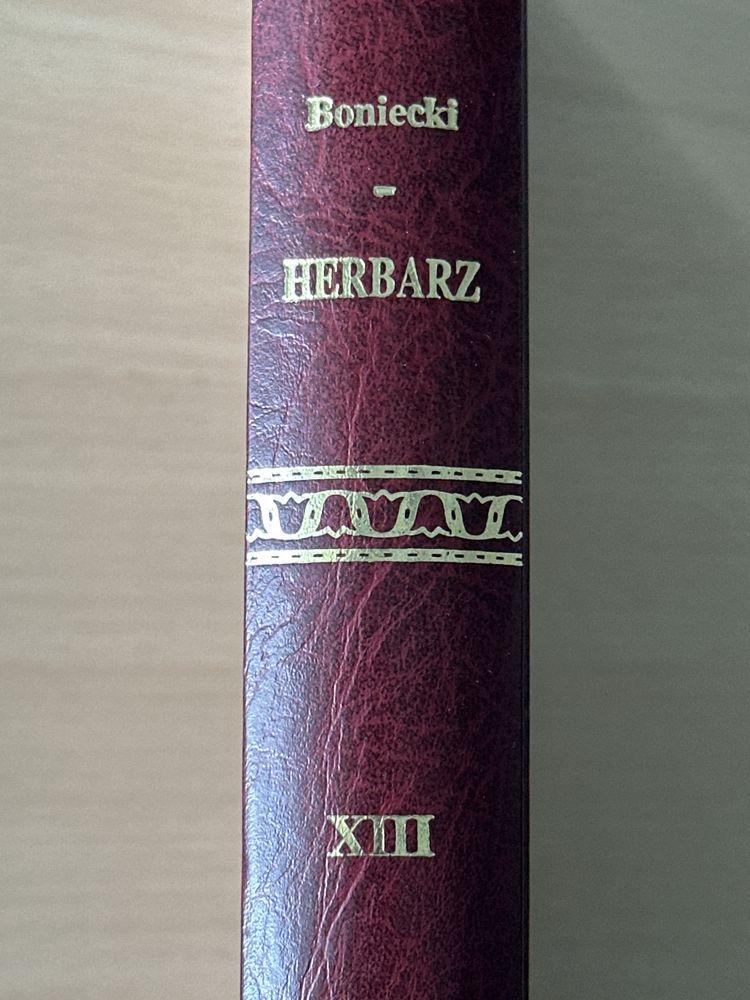 Boniecki
-
HERBARZ
XIII